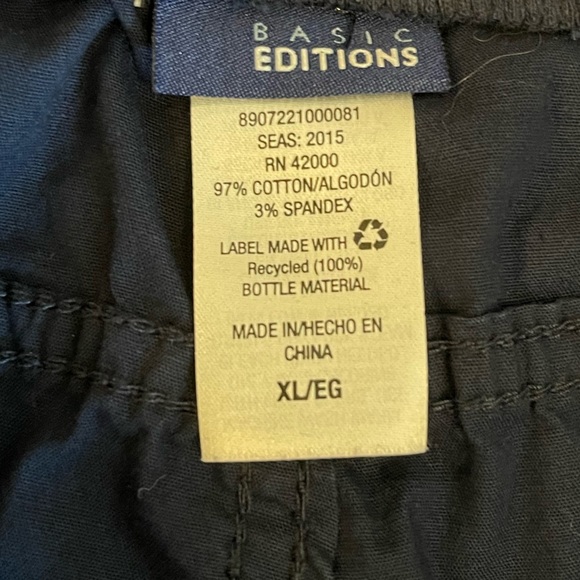 BASIC
EDITIONS
8907221000081
SEAS: 2015
RN 42000
97% COTTON/ALGODÓN
3% SPANDEX
LABEL MADE WITH
Recycled (100%)
BOTTLE MATERIAL
MADE IN/HECHO EN
CHINA
XL/EG